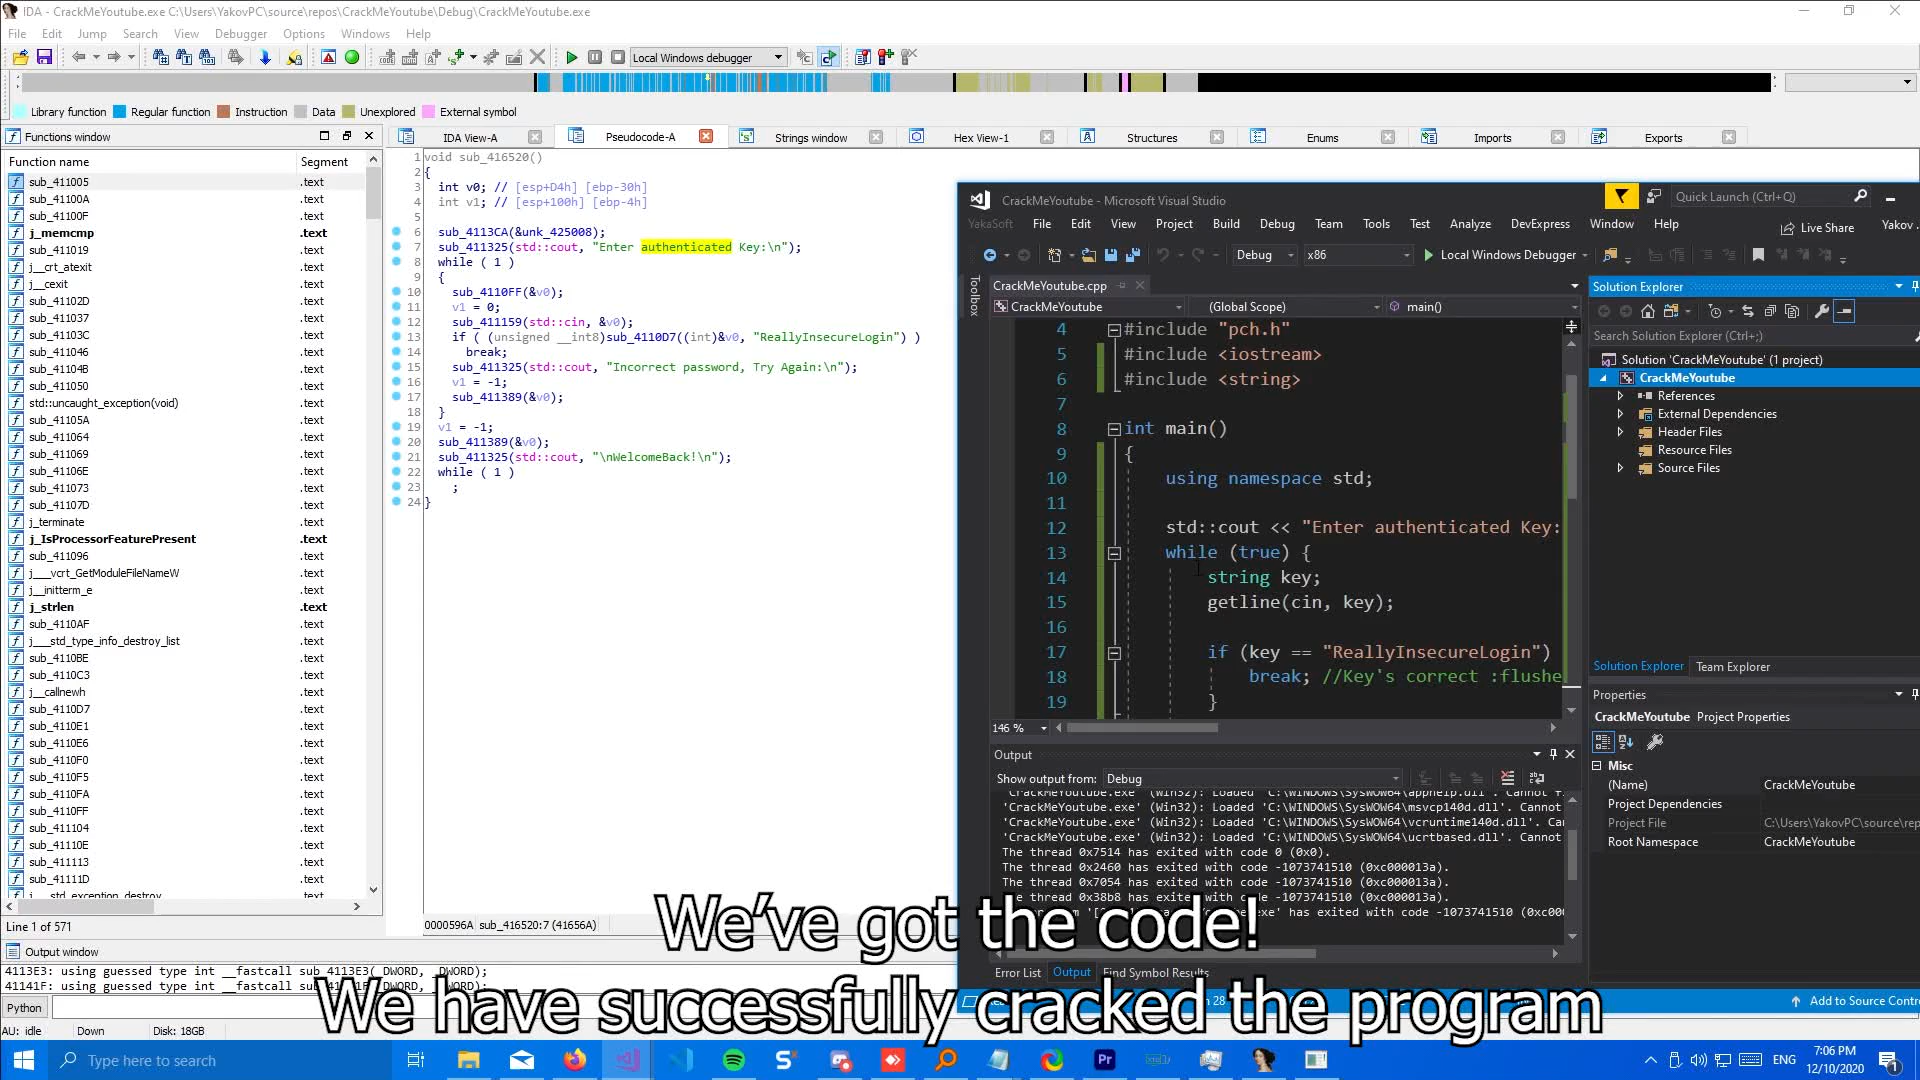 IDA - CrackMeYoutube.exe C:\Users\YakovPC\source\repos\CrackMeYoutube\Debug\CrackMeYoutube.exe
File Edit Jump Search View Debugger Options Windows Help
Local Windows debugger
Library function Regular function Instruction Data Unexplored External symbol
Functions window
IDA View-A Pseudocode-A Strings window Hex View-1 Structures Enums Imports Exports
Function name Segment
sub_411005 .text
sub_41100A .text
sub_41100F .text
j_memcmp .text
sub_411019 .text
j__crt_atexit .text
j__cexit .text
sub_41102D .text
sub_411037 .text
sub_41103C .text
sub_411046 .text
sub_41104B .text
sub_411050 .text
std::uncaught_exception(void) .text
sub_41105A .text
sub_411064 .text
sub_411069 .text
sub_41106E .text
sub_411073 .text
sub_41107D .text
j_terminate .text
j_IsProcessorFeaturePresent .text
sub_411096 .text
j___vcrt_GetModuleFileNameW .text
j__initterm_e .text
j_strlen .text
sub_4110AF .text
j___std_type_info_destroy_list .text
sub_4110BE .text
sub_4110C3 .text
j__callnewh .text
sub_4110D7 .text
sub_4110E1 .text
sub_4110E6 .text
sub_4110F0 .text
sub_4110F5 .text
sub_4110FA .text
sub_4110FF .text
sub_411104 .text
sub_41110E .text
sub_411113 .text
sub_41111D .text
j___std_exception_destroy .text
Line 1 of 571
1 void sub_416520()
2 {
3 int v0; // [esp+D4h] [ebp-30h]
4 int v1; // [esp+100h] [ebp-4h]
5
6 sub_4113CA(&unk_425008);
7 sub_411325(std::cout, "Enter authenticated Key:\n");
8 while ( 1 )
9 {
10 sub_4110FF(&v0);
11 v1 = 0;
12 sub_411159(std::cin, &v0);
13 if ( (unsigned __int8)sub_4110D7((int)&v0, "ReallyInsecureLogin") )
14 break;
15 sub_411325(std::cout, "Incorrect password, Try Again:\n");
16 v1 = -1;
17 sub_411389(&v0);
18 }
19 v1 = -1;
20 sub_411389(&v0);
21 sub_411325(std::cout, "\nWelcomeBack!\n");
22 while ( 1 )
23 ;
24 }
0000596A sub_416520:7 (41656A)
CrackMeYoutube - Microsoft Visual Studio
Quick Launch (Ctrl+Q)
YakaSoft File Edit View Project Build Debug Team Tools Test Analyze DevExpress Window Help
Live Share Yakov
Debug x86 Local Windows Debugger
Toolbox
CrackMeYoutube.cpp
CrackMeYoutube (Global Scope) main()
4 #include "pch.h"
5 #include <iostream>
6 #include <string>
7
8 int main()
9 {
10 using namespace std;
11
12 std::cout << "Enter authenticated Key:
13 while (true) {
14 string key;
15 getline(cin, key);
16
17 if (key == "ReallyInsecureLogin")
18 break; //Key's correct :flushe
19 }
146 %
Output
Show output from: Debug
'CrackMeYoutube.exe' (Win32): Loaded 'C:\WINDOWS\SysWOW64\apphelp.dll'. Cannot
'CrackMeYoutube.exe' (Win32): Loaded 'C:\WINDOWS\SysWOW64\msvcp140d.dll'. Cannot
'CrackMeYoutube.exe' (Win32): Loaded 'C:\WINDOWS\SysWOW64\vcruntime140d.dll'. Cannot
'CrackMeYoutube.exe' (Win32): Loaded 'C:\WINDOWS\SysWOW64\ucrtbased.dll'. Cannot
The thread 0x7514 has exited with code 0 (0x0).
The thread 0x2460 has exited with code -1073741510 (0xc000013a).
The thread 0x7054 has exited with code -1073741510 (0xc000013a).
The thread 0x38b8 has exited with code -1073741510 (0xc000013a).
has exited with code -1073741510 (0xc00
Error List Output Find Symbol Results
Add to Source Contr
Solution Explorer
Search Solution Explorer (Ctrl+;)
Solution 'CrackMeYoutube' (1 project)
CrackMeYoutube
References
External Dependencies
Header Files
Resource Files
Source Files
Solution Explorer Team Explorer
Properties
CrackMeYoutube Project Properties
Misc
(Name) CrackMeYoutube
Project Dependencies
Project File C:\Users\YakovPC\source\rep
Root Namespace CrackMeYoutube
Output window
4113E3: using guessed type int __fastcall sub_4113E3(_DWORD, _DWORD);
41141F: using guessed type int __fastcall _DWORD, _DWORD);
Python
AU: idle Down Disk: 18GB
We've got the code!
We have successfully cracked the program
Type here to search
Pr
ENG
7:06 PM
12/10/2020
1